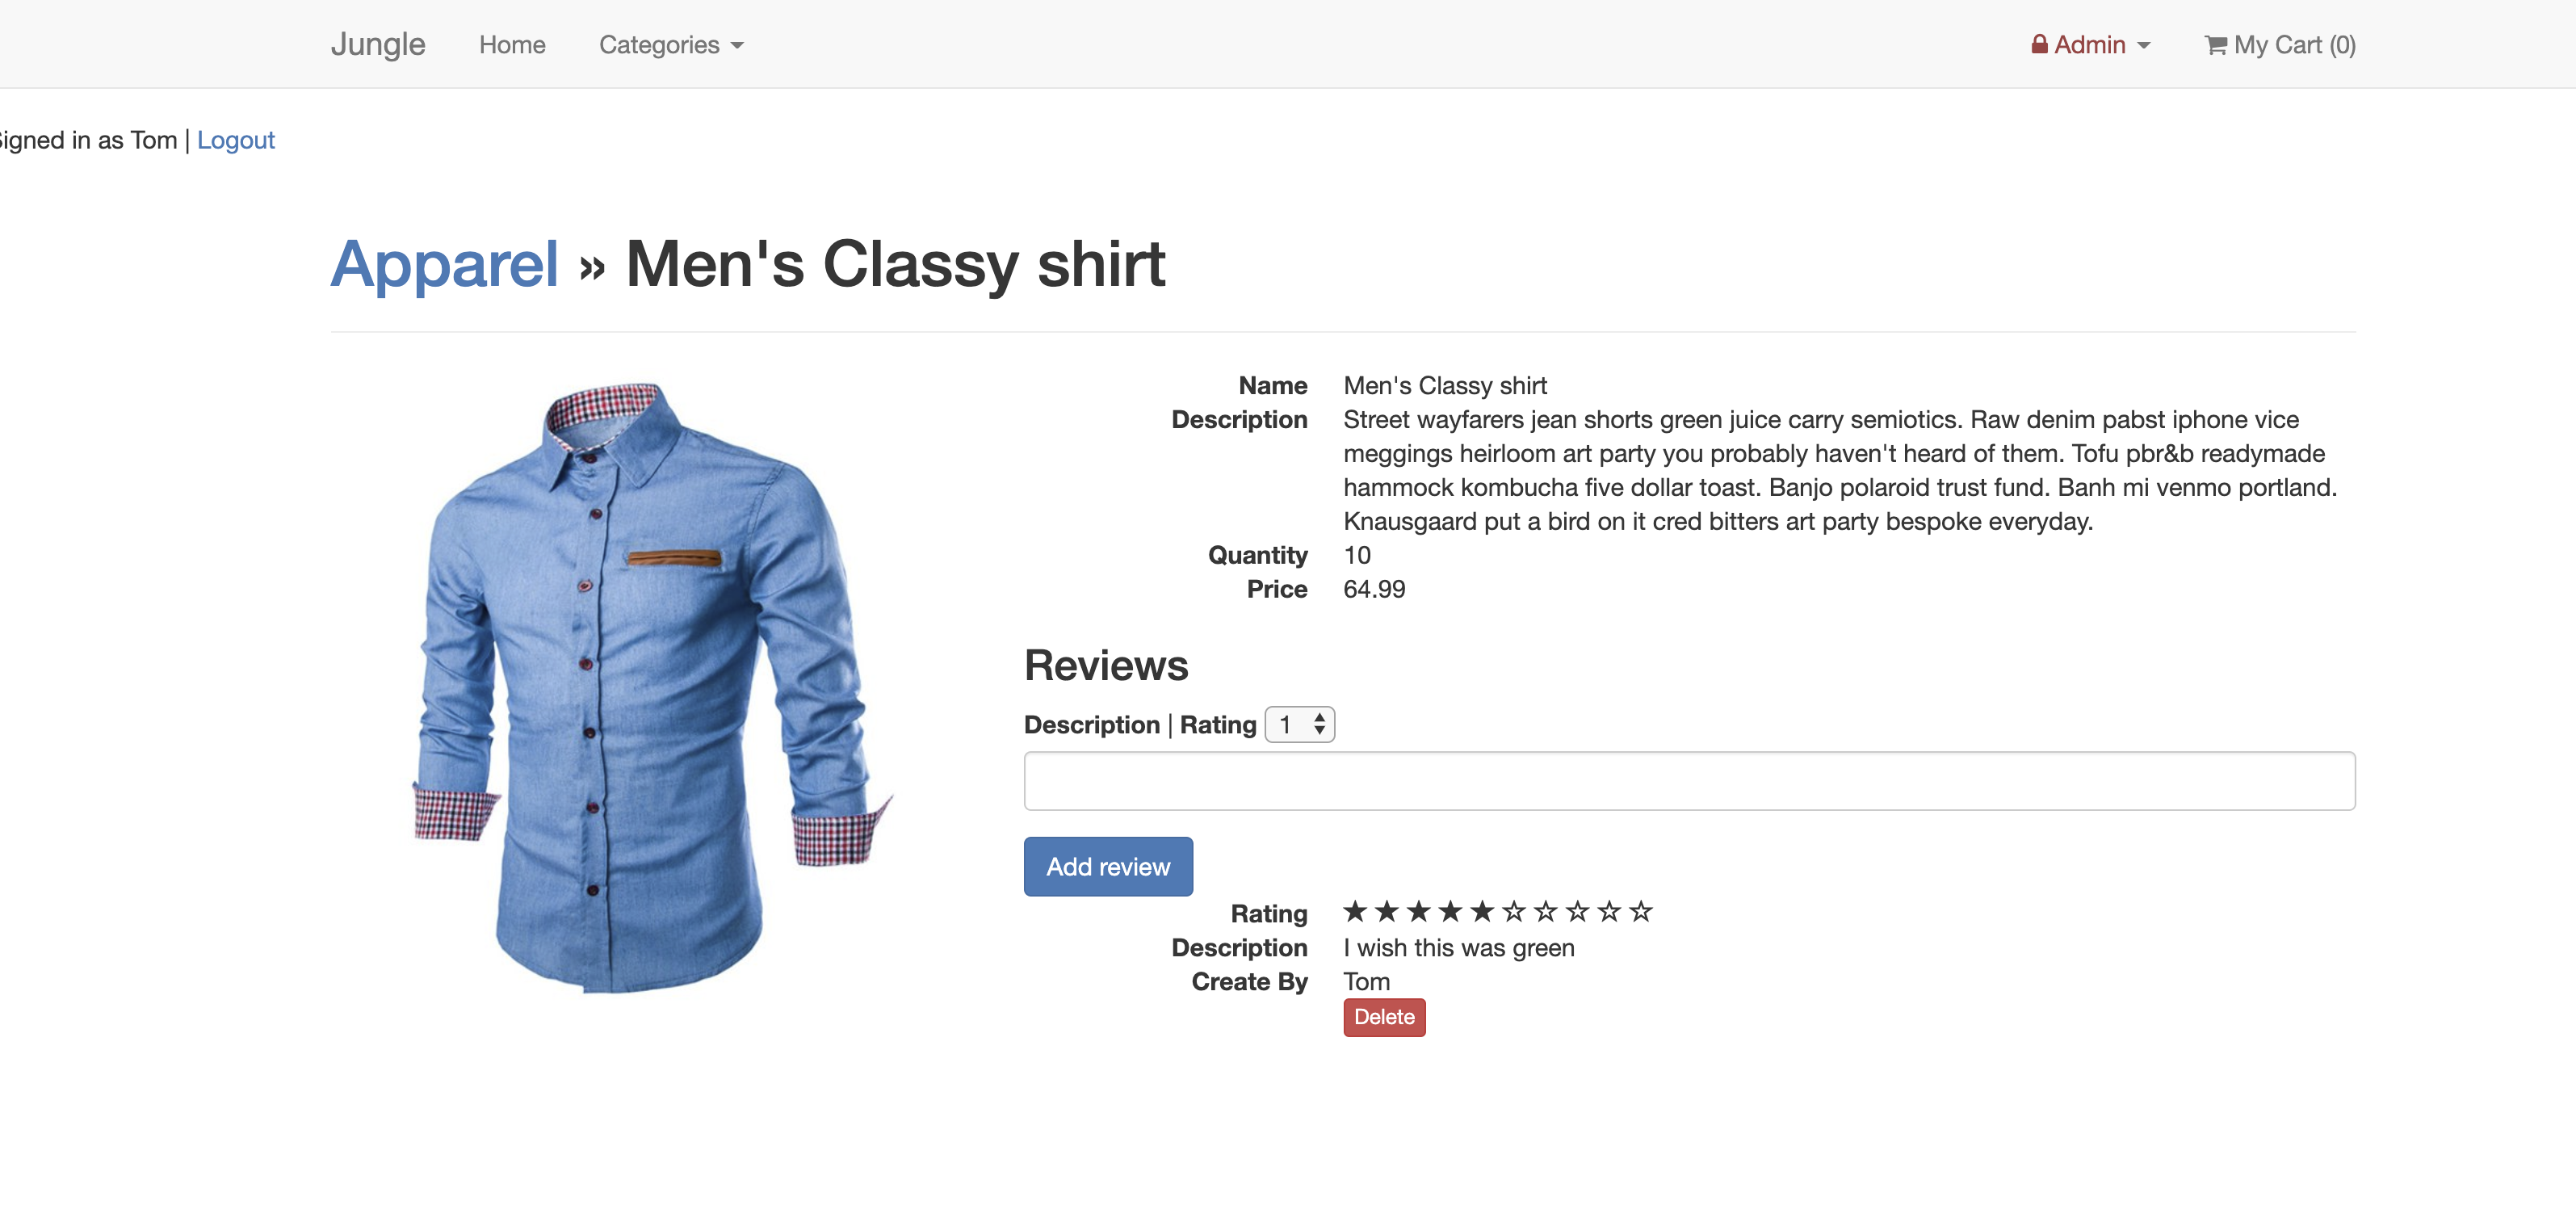 Jungle Home Categories Admin My Cart (0)
igned in as Tom | Logout
Apparel » Men's Classy shirt
Name Men's Classy shirt
Description Street wayfarers jean shorts green juice carry semiotics. Raw denim pabst iphone vice
meggings heirloom art party you probably haven't heard of them. Tofu pbr&b readymade
hammock kombucha five dollar toast. Banjo polaroid trust fund. Banh mi venmo portland.
Knausgaard put a bird on it cred bitters art party bespoke everyday.
Quantity 10
Price 64.99
Reviews
Description | Rating 1
Add review
Rating ★★★★★☆☆☆☆☆
Description I wish this was green
Create By Tom
Delete